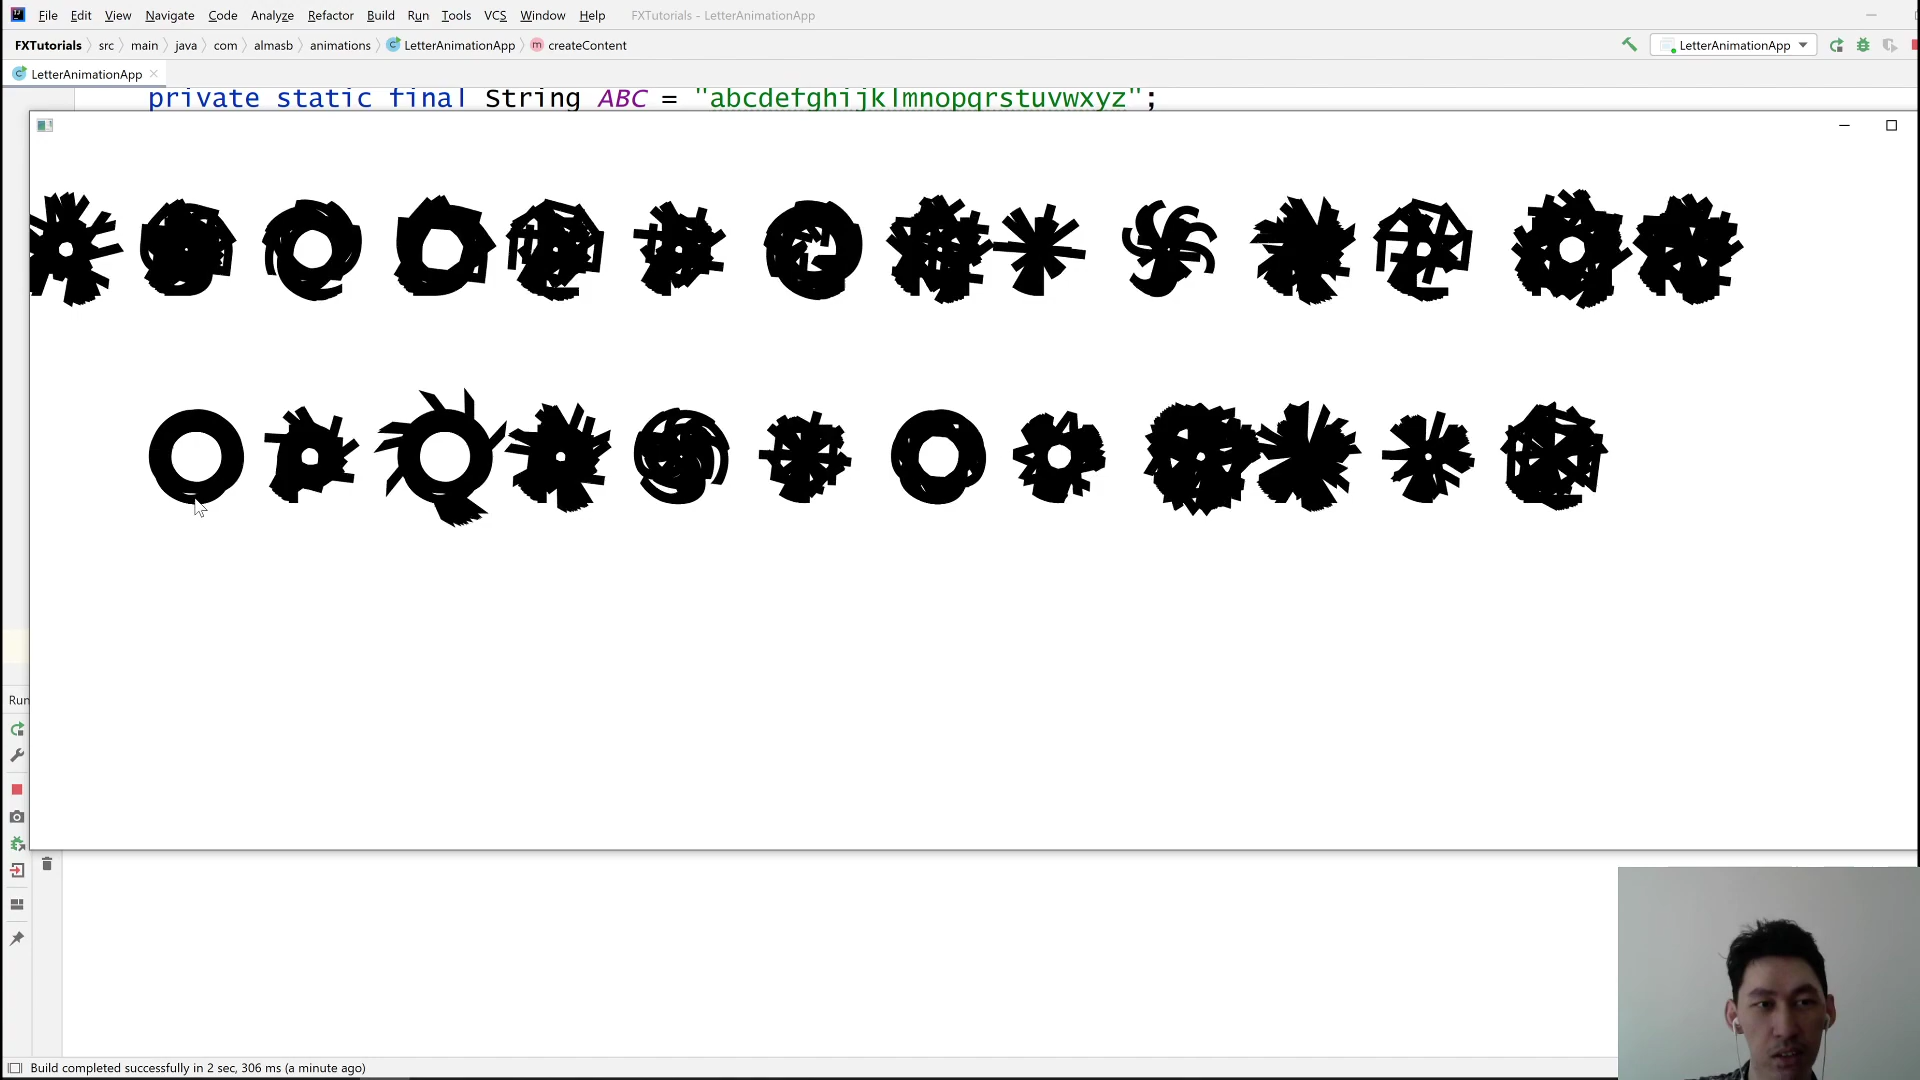 File Edit View Navigate Code Analyze Refactor Build Run Tools VCS Window Help FXTutorials - LetterAnimationApp
FXTutorials src main java com almasb animations LetterAnimationApp createContent LetterAnimationApp
LetterAnimationApp
private static final String ABC = "abcdefghijklmnopqrstuvwxyz";
Run
Build completed successfully in 2 sec, 306 ms (a minute ago)